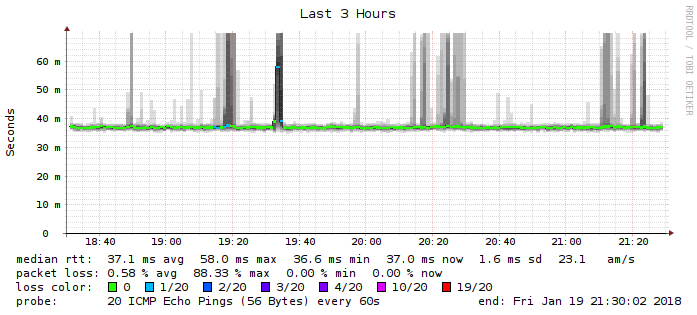 Last 3 Hours
RRDTOOL / TOBI OETIKER
Seconds
60 m
50 m
40 m
30 m
20 m
10 m
0
18:40 19:00 19:20 19:40 20:00 20:20 20:40 21:00 21:20
median rtt: 37.1 ms avg 58.0 ms max 36.6 ms min 37.0 ms now 1.6 ms sd 23.1 am/s
packet loss: 0.58 % avg 88.33 % max 0.00 % min 0.00 % now
loss color: 0 1/20 2/20 3/20 4/20 10/20 19/20
probe: 20 ICMP Echo Pings (56 Bytes) every 60s end: Fri Jan 19 21:30:02 2018